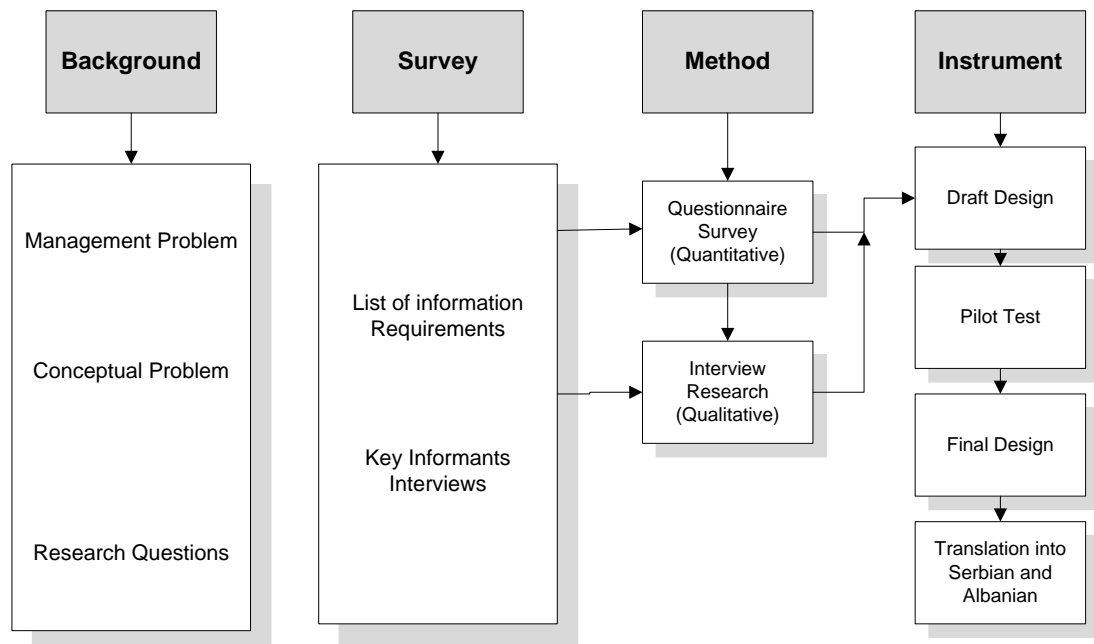 Background
Survey
Method
Instrument
Management Problem
Conceptual Problem
Research Questions
List of information
Requirements
Key Informants
Interviews
Questionnaire
Survey
(Quantitative)
Interview
Research
(Qualitative)
Draft Design
Pilot Test
Final Design
Translation into
Serbian and
Albanian